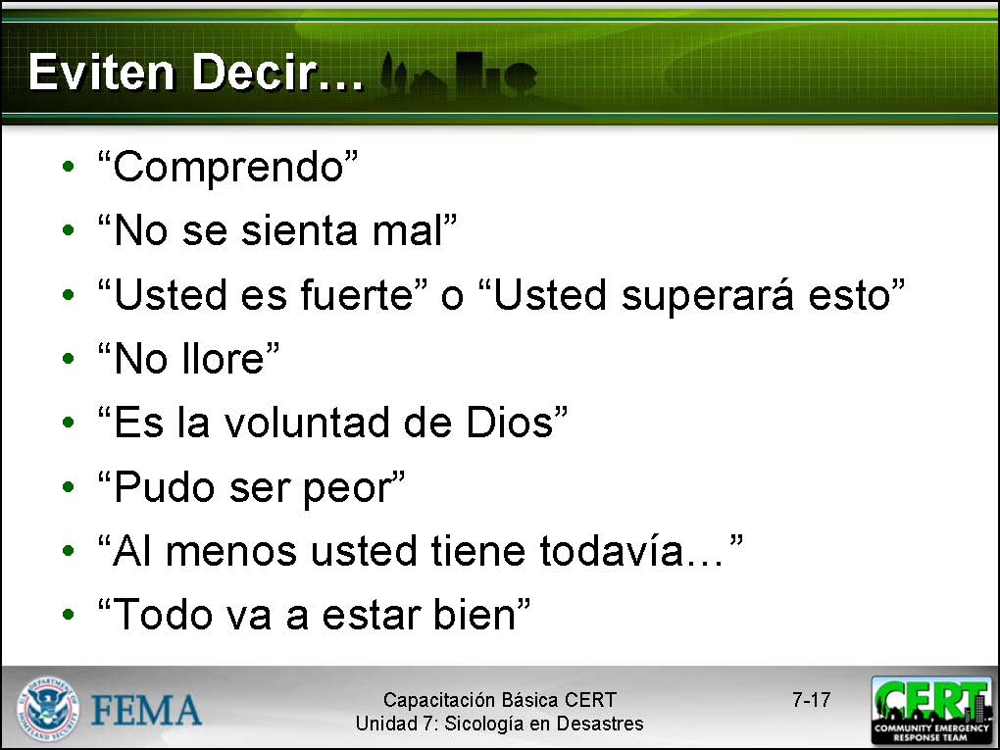 Eviten Decir…
• “Comprendo”
• “No se sienta mal”
• “Usted es fuerte” o “Usted superará esto”
• “No llore”
• “Es la voluntad de Dios”
• “Pudo ser peor”
• “Al menos usted tiene todavía…”
• “Todo va a estar bien”
U.S. DEPARTMENT OF HOMELAND SECURITY
FEMA
Capacitación Básica CERT
Unidad 7: Sicología en Desastres
7-17
CERT
COMMUNITY EMERGENCY
RESPONSE TEAM